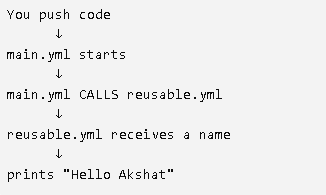 You push code
↓
main.yml starts
↓
main.yml CALLS reusable.yml
↓
reusable.yml receives a name
↓
prints "Hello Akshat"